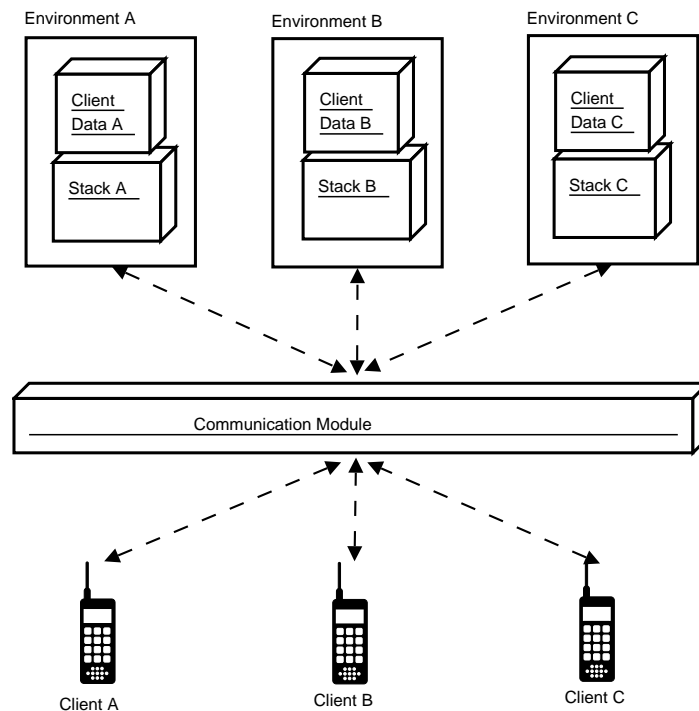 Environment A
Environment B
Environment C
Client
Data A
Client
Data B
Client
Data C
Stack A
Stack B
Stack C
Communication Module
Client A
Client B
Client C